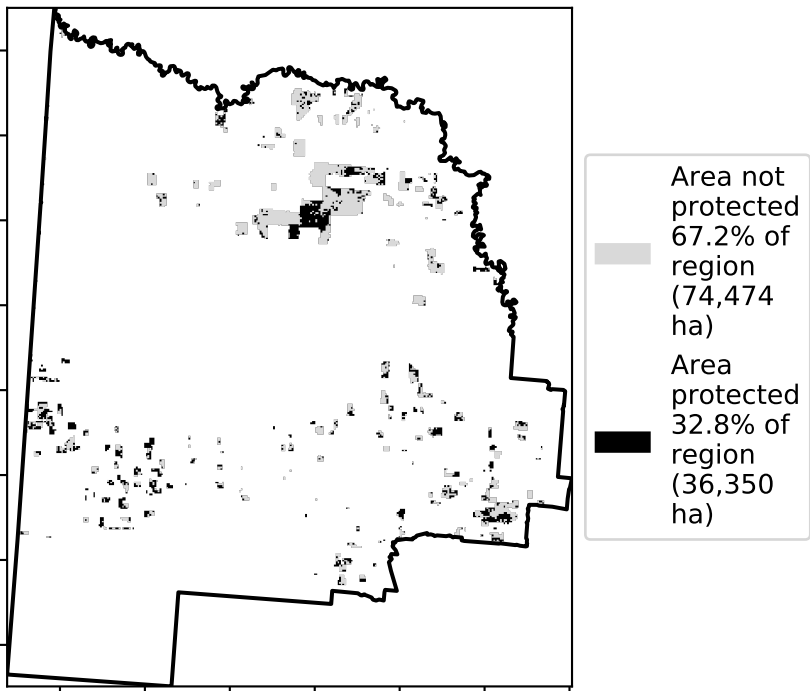 Area not
protected
67.2% of
region
(74,474
ha)
Area
protected
32.8% of
region
(36,350
ha)